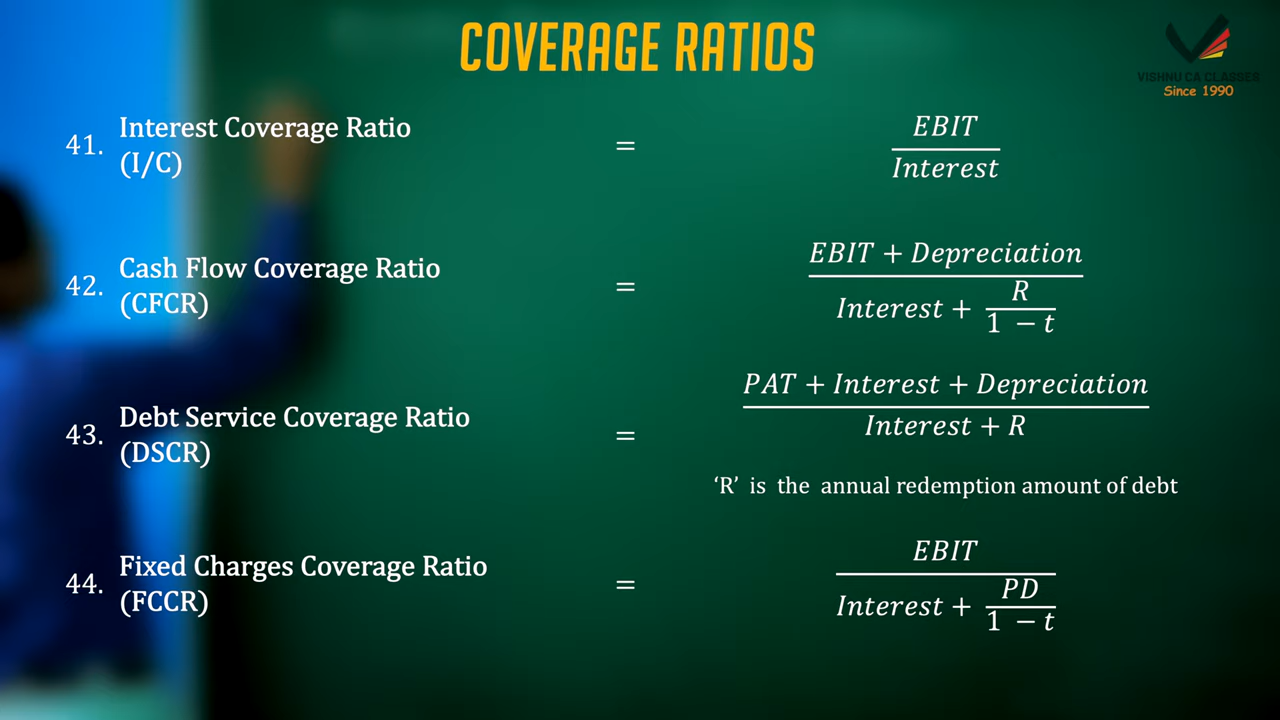 COVERAGE RATIOS
VISHNU CA CLASSES
Since 1990
41. Interest Coverage Ratio
(I/C)
=
EBIT
Interest
42. Cash Flow Coverage Ratio
(CFCR)
=
EBIT + Depreciation
Interest + R
1 − t
43. Debt Service Coverage Ratio
(DSCR)
=
PAT + Interest + Depreciation
Interest + R
‘R’ is the annual redemption amount of debt
44. Fixed Charges Coverage Ratio
(FCCR)
=
EBIT
Interest + PD
1 − t